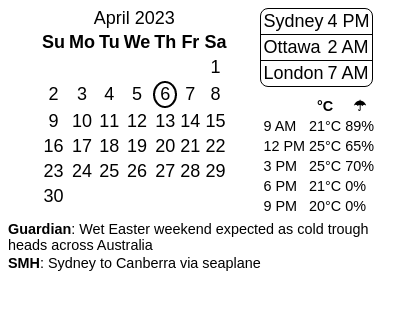 April 2023
Su Mo Tu We Th Fr Sa
1
2 3 4 5 6 7 8
9 10 11 12 13 14 15
16 17 18 19 20 21 22
23 24 25 26 27 28 29
30
Sydney 4 PM
Ottawa 2 AM
London 7 AM
°C ☂
9 AM 21°C 89%
12 PM 25°C 65%
3 PM 25°C 70%
6 PM 21°C 0%
9 PM 20°C 0%
Guardian: Wet Easter weekend expected as cold trough
heads across Australia
SMH: Sydney to Canberra via seaplane